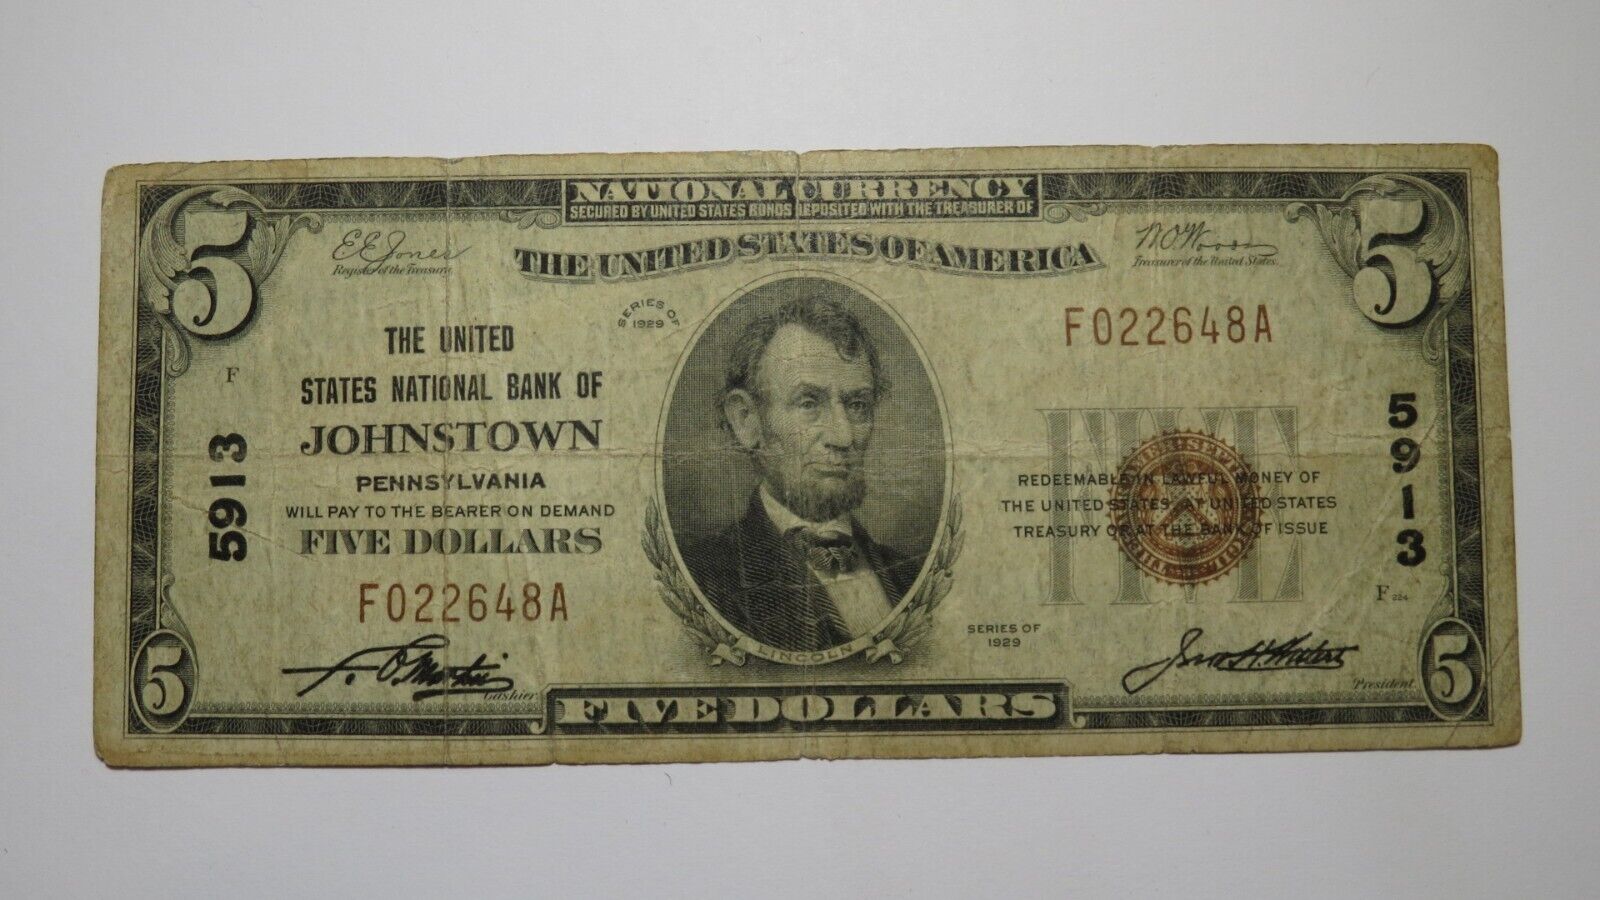 NATIONAL CURRENCY
SECURED BY UNITED STATES BONDS DEPOSITED WITH THE TREASURER OF
THE UNITED STATES OF AMERICA
5
5
E.E. Jones
Register of the Treasury.
W.O. Woods
Treasurer of the United States.
SERIES OF
1929
F022648A
THE UNITED
STATES NATIONAL BANK OF
JOHNSTOWN
PENNSYLVANIA
WILL PAY TO THE BEARER ON DEMAND
FIVE DOLLARS
F
5913
5913
FIVE
REDEEMABLE IN LAWFUL MONEY OF
THE UNITED STATES AT UNITED STATES
TREASURY OR AT THE BANK OF ISSUE
F 224
F022648A
SERIES OF
1929
LINCOLN
Cashier
President
5
FIVE DOLLARS
5